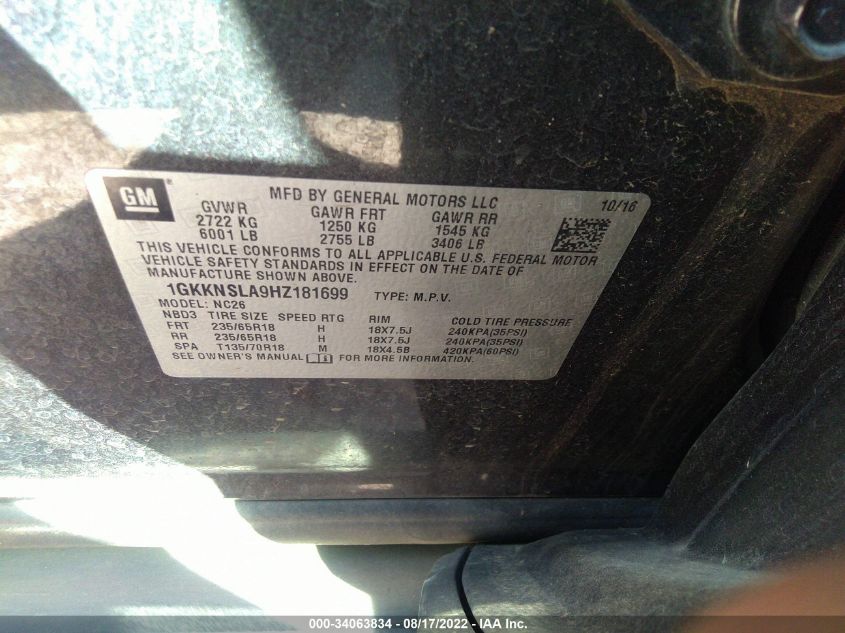 GM
MFD BY GENERAL MOTORS LLC 10/16
GVWR GAWR FRT GAWR RR
2722 KG 1250 KG 1545 KG
6001 LB 2755 LB 3406 LB
THIS VEHICLE CONFORMS TO ALL APPLICABLE U.S. FEDERAL MOTOR
VEHICLE SAFETY STANDARDS IN EFFECT ON THE DATE OF
MANUFACTURE SHOWN ABOVE.
1GKKNSLA9HZ181699 TYPE: M.P.V.
MODEL: NC26
NBD3 TIRE SIZE SPEED RTG RIM COLD TIRE PRESSURE
FRT 235/65R18 H 18X7.5J 240KPA(35PSI)
RR 235/65R18 H 18X7.5J 240KPA(35PSI)
SPA T135/70R18 M 18X4.5B 420KPA(60PSI)
SEE OWNER'S MANUAL FOR MORE INFORMATION.
000-34063834 - 08/17/2022 - IAA Inc.